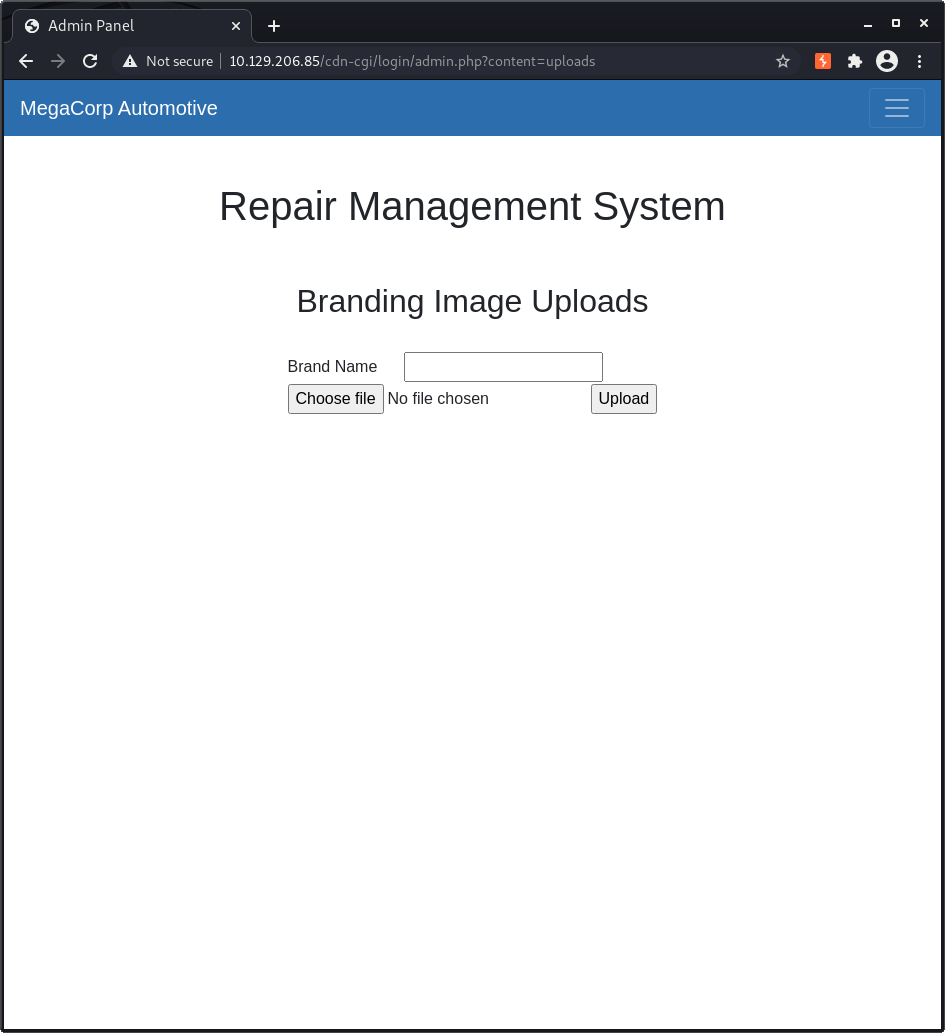 Admin Panel
Not secure 10.129.206.85/cdn-cgi/login/admin.php?content=uploads
MegaCorp Automotive
Repair Management System
Branding Image Uploads
Brand Name
Choose file No file chosen Upload